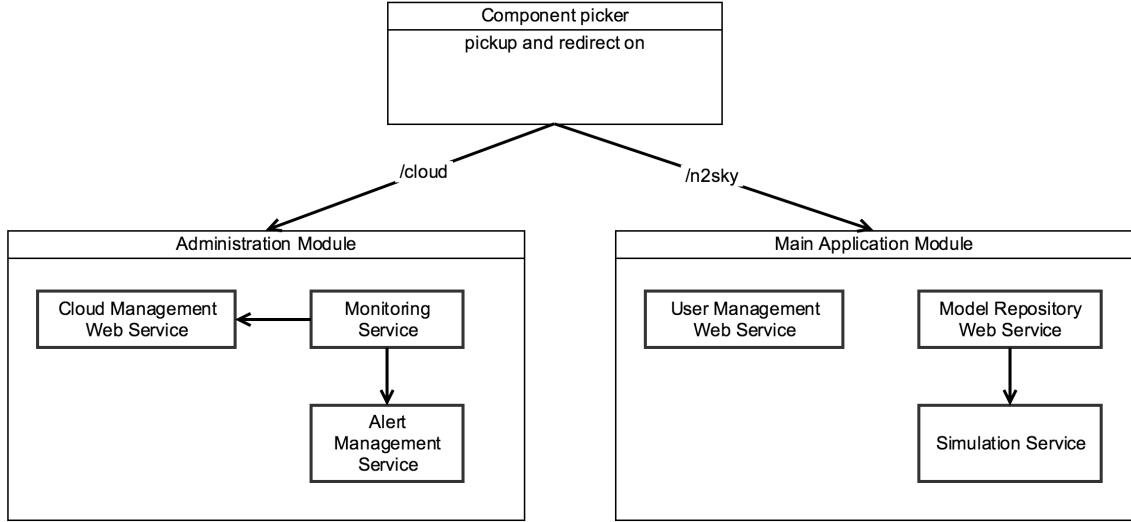 Component picker
pickup and redirect on
/cloud
/n2sky
Administration Module
Cloud Management
Web Service
Monitoring
Service
Alert
Management
Service
Main Application Module
User Management
Web Service
Model Repository
Web Service
Simulation Service